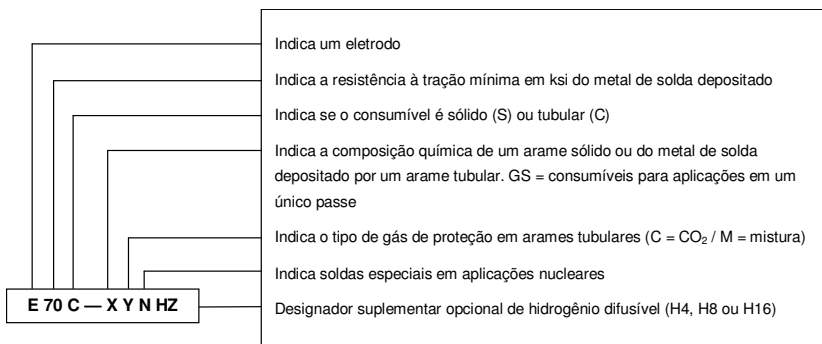 Indica um eletrodo
Indica a resistência à tração mínima em ksi do metal de solda depositado
Indica se o consumível é sólido (S) ou tubular (C)
Indica a composição química de um arame sólido ou do metal de solda
depositado por um arame tubular. GS = consumíveis para aplicações em um
único passe
Indica o tipo de gás de proteção em arames tubulares (C = CO₂ / M = mistura)
Indica soldas especiais em aplicações nucleares
E 70 C — X Y N HZ
Designador suplementar opcional de hidrogênio difusível (H4, H8 ou H16)